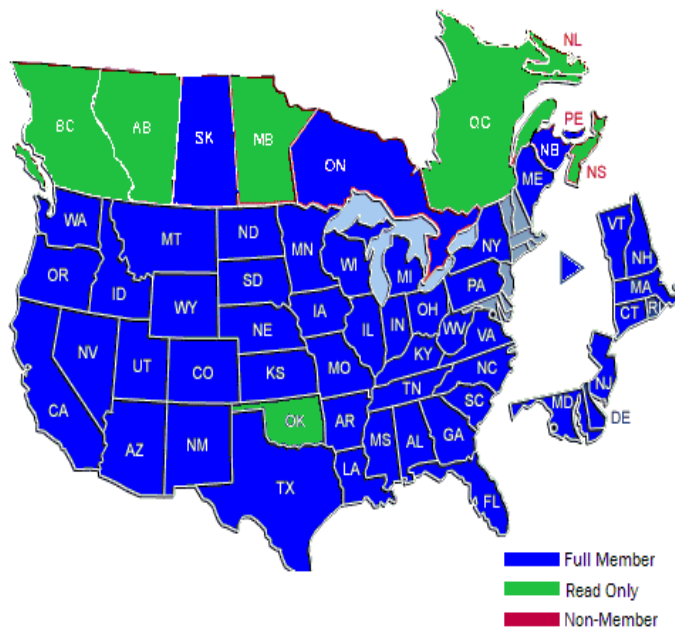 NL
BC
AB
SK
MB
QC
PE
ON
NB
NS
ME
WA
MT
ND
MN
VT
NH
OR
ID
SD
WI
MI
NY
MA
WY
CT
RI
IA
PA
NE
IL
IN
OH
NV
UT
CO
WV
VA
KS
MO
KY
NJ
CA
NC
TN
MD
DE
OK
AR
SC
AZ
NM
MS
AL
GA
LA
TX
FL
Full Member
Read Only
Non-Member